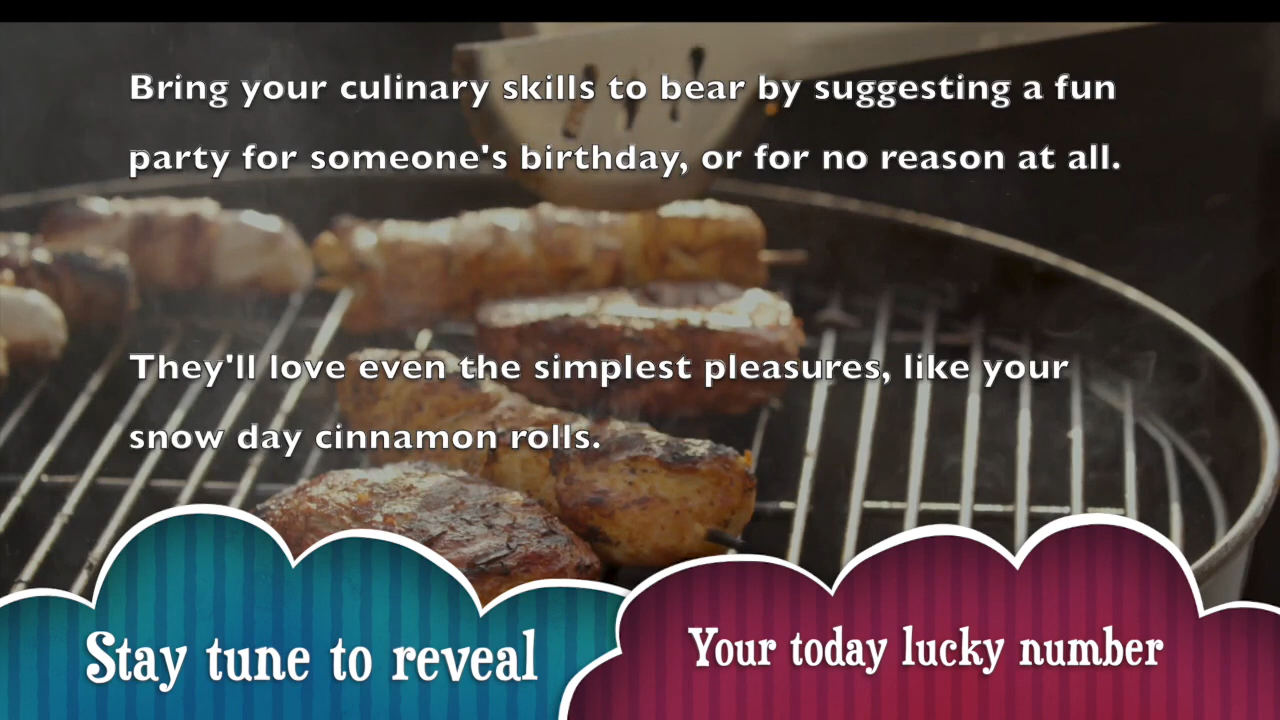 Bring your culinary skills to bear by suggesting a fun
party for someone's birthday, or for no reason at all.
They'll love even the simplest pleasures, like your
snow day cinnamon rolls.
Stay tune to reveal
Your today lucky number